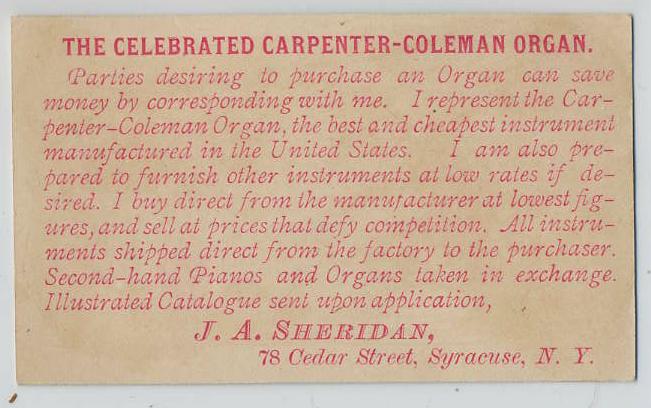 THE CELEBRATED CARPENTER-COLEMAN ORGAN.
Parties desiring to purchase an Organ can save
money by corresponding with me. I represent the Car-
penter-Coleman Organ, the best and cheapest instrument
manufactured in the United States. I am also pre-
pared to furnish other instruments at low rates if de-
sired. I buy direct from the manufacturer at lowest fig-
ures, and sell at prices that defy competition. All instru-
ments shipped direct from the factory to the purchaser.
Second-hand Pianos and Organs taken in exchange.
Illustrated Catalogue sent upon application,
J. A. SHERIDAN,
78 Cedar Street, Syracuse, N. Y.